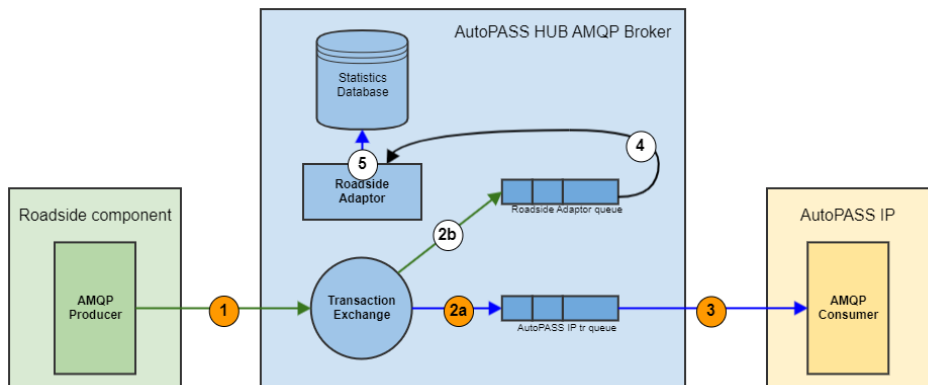 AutoPASS HUB AMQP Broker
Statistics
Database
5
4
Roadside
Adaptor
Roadside Adaptor queue
Roadside component
AutoPASS IP
2b
AMQP
Producer
1
Transaction
Exchange
2a
AutoPASS IP tr queue
3
AMQP
Consumer